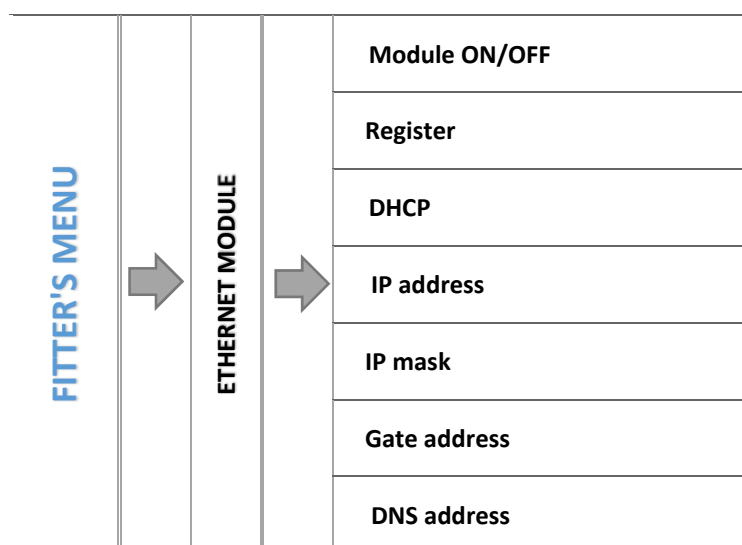 FITTER'S MENU
ETHERNET MODULE
Module ON/OFF
Register
DHCP
IP address
IP mask
Gate address
DNS address